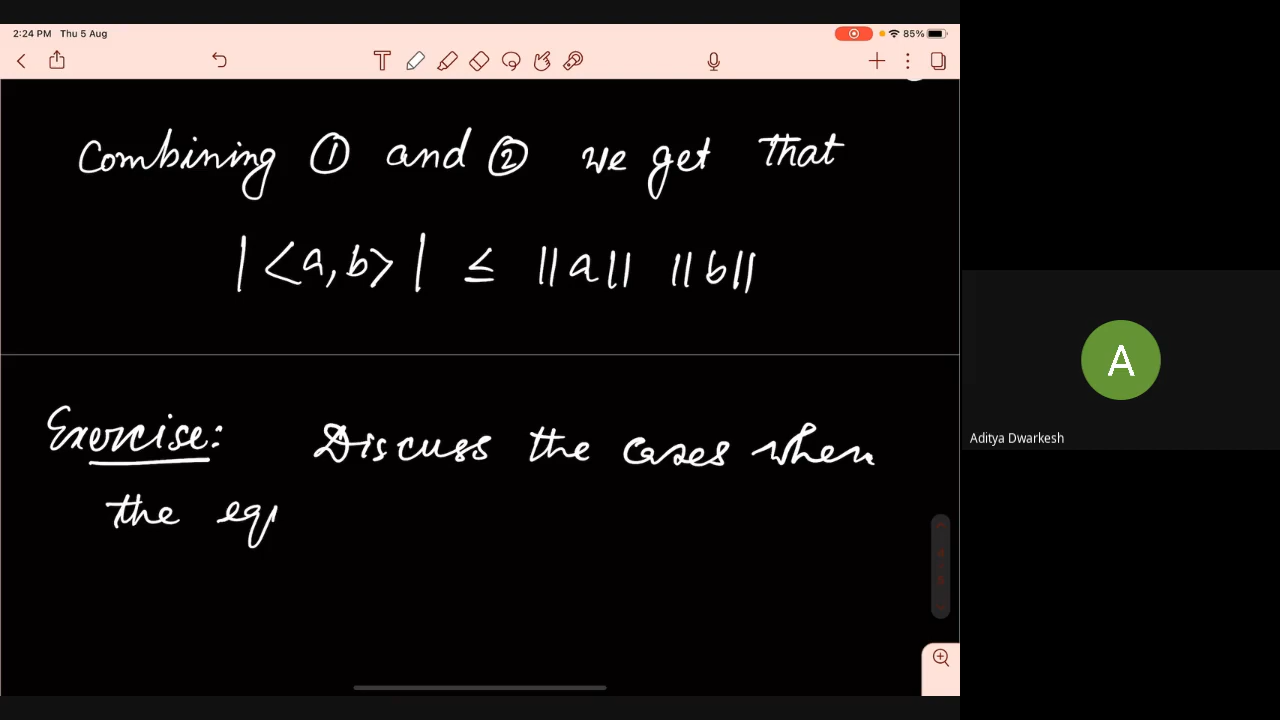 2:24 PM Thu 5 Aug
85%
Combining ① and ② we get that
|<a,b>| ≤ ||a|| ||b||
Exercise: Discuss the cases when
the eq
A
Aditya Dwarkesh